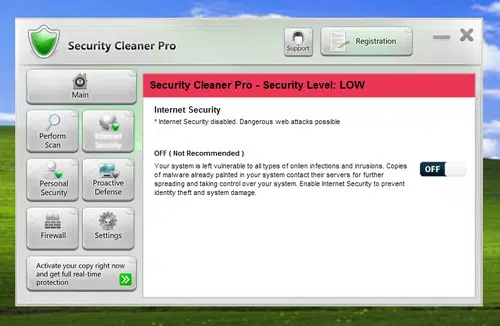 Security Cleaner Pro
Support
Registration
Main
Perform
Scan
Internet
Security
Personal
Security
Proactive
Defense
Firewall
Settings
Activate your copy right now
and get full real-time
protection
Security Cleaner Pro - Security Level: LOW
Internet Security
* Internet Security disabled. Dangerous web attacks possible
OFF ( Not Recommended )
Your system is left vulnerable to all types of onlien infections and inrusions. Copies
of malware already painted in your system contact their servers for further
spreading and taking control over your system. Enable Internet Security to prevent
identity theft and system damage.
OFF